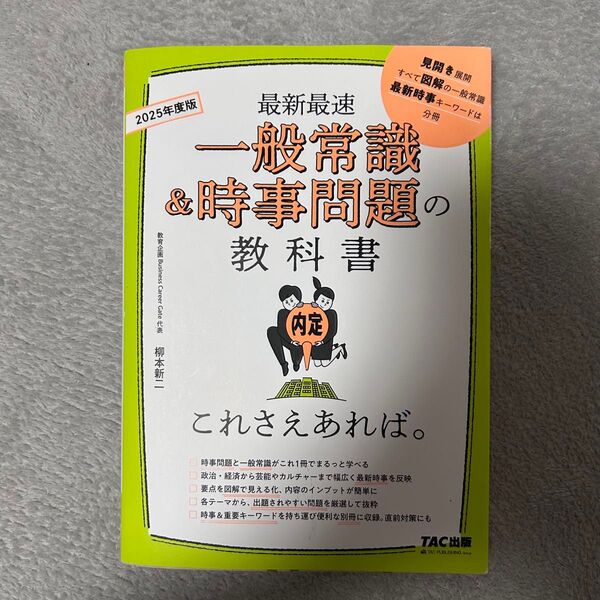 見開き展開
すべて図解の一般常識
最新時事キーワードは
分冊
2025年度版
最新最速
一般常識
&時事問題の
教科書
教育企画 Business Career Gate 代表 柳本新二
内定
これさえあれば。
時事問題と一般常識がこれ1冊でまるっと学べる
政治・経済から芸能やカルチャーまで幅広く最新時事を反映
要点を図解で見える化、内容のインプットが簡単に
各テーマから、出題されやすい問題を厳選して抜粋
時事&重要キーワードを持ち運び便利な別冊に収録。直前対策にも
TAC出版
TAC PUBLISHING Group